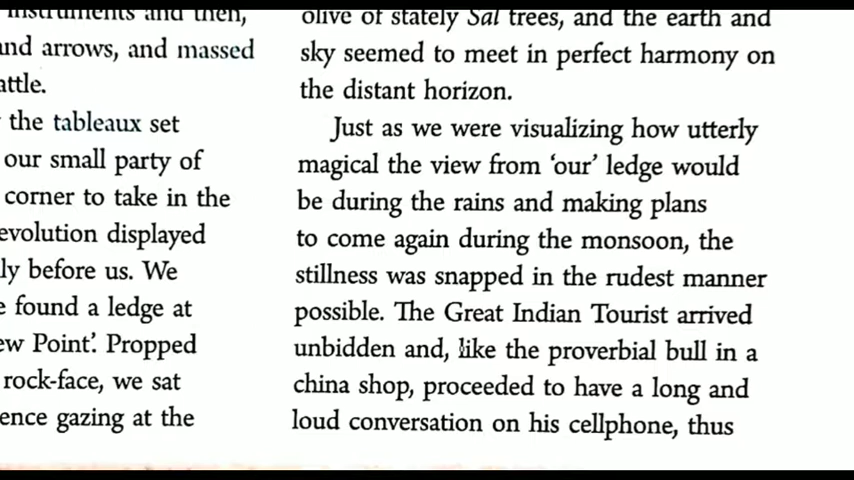 instruments and then,
and arrows, and massed
attle.
the tableaux set
our small party of
corner to take in the
evolution displayed
ly before us. We
found a ledge at
ew Point'. Propped
rock-face, we sat
ence gazing at the
olive of stately Sal trees, and the earth and
sky seemed to meet in perfect harmony on
the distant horizon.
Just as we were visualizing how utterly
magical the view from ‘our’ ledge would
be during the rains and making plans
to come again during the monsoon, the
stillness was snapped in the rudest manner
possible. The Great Indian Tourist arrived
unbidden and, like the proverbial bull in a
china shop, proceeded to have a long and
loud conversation on his cellphone, thus